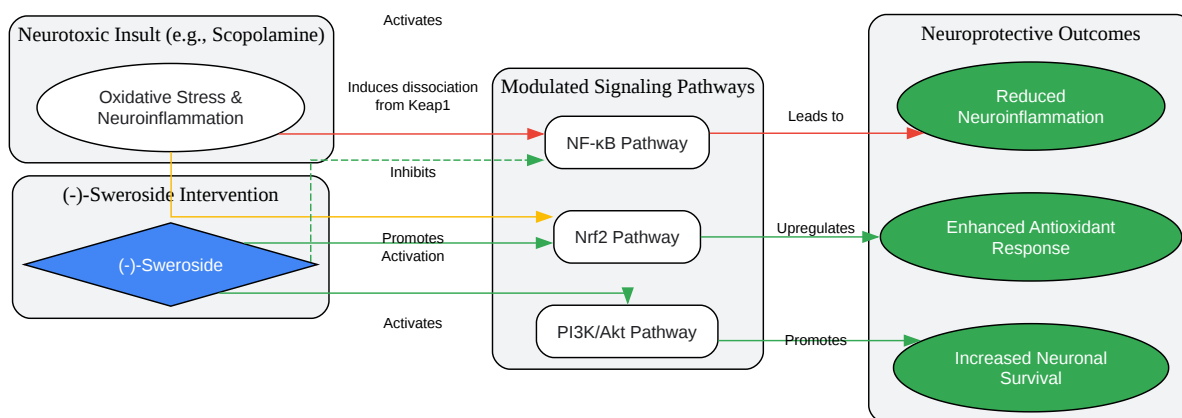 Neurotoxic Insult (e.g., Scopolamine)
Oxidative Stress &
Neuroinflammation
(-)-Sweroside Intervention
(-)-Sweroside
Activates
Induces dissociation
from Keap1
Inhibits
Promotes
Activation
Activates
Modulated Signaling Pathways
NF-κB Pathway
Nrf2 Pathway
PI3K/Akt Pathway
Leads to
Upregulates
Promotes
Neuroprotective Outcomes
Reduced
Neuroinflammation
Enhanced Antioxidant
Response
Increased Neuronal
Survival